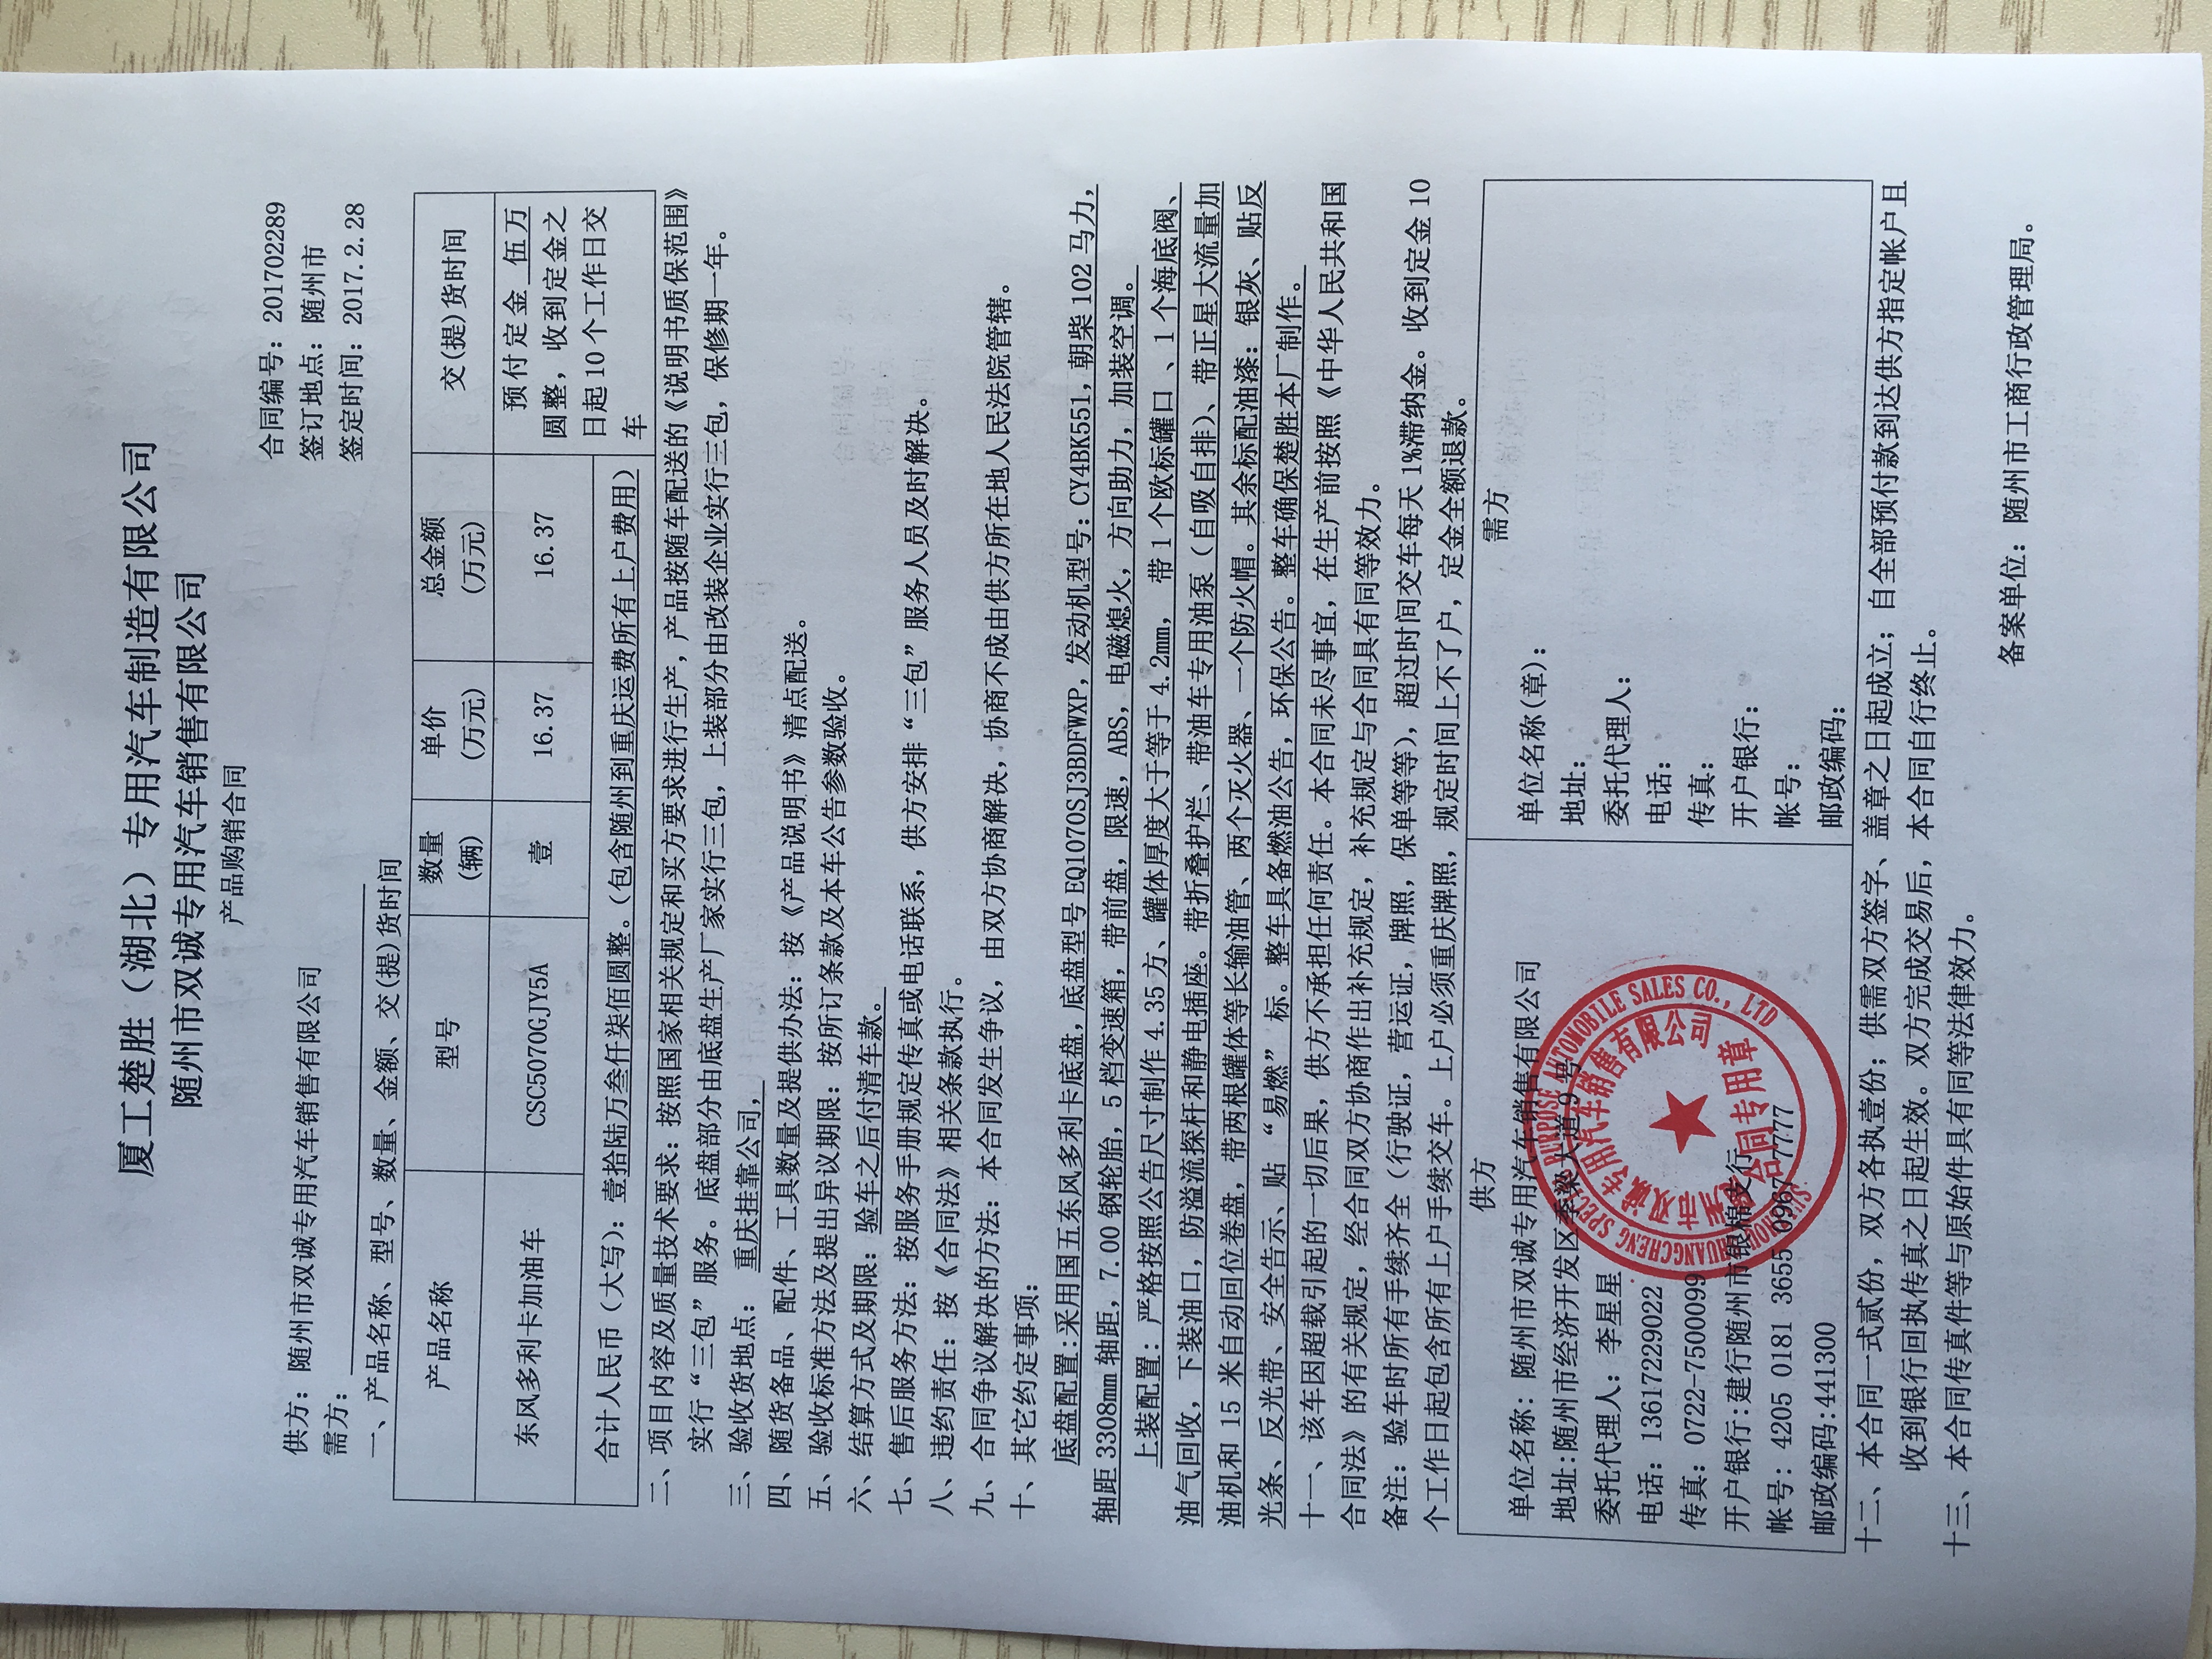 厦工楚胜（湖北）专用汽车制造有限公司
随州市双诚专用汽车销售有限公司
产品购销合同
合同编号：201702289
供方：随州市双诚专用汽车销售有限公司
签订地点：随州市
需方：
签定时间：2017.2.28
一、产品名称、型号、数量、金额、交(提)货时间
产品名称 型号 数量(辆) 单价(万元) 总金额(万元) 交(提)货时间
东风多利卡加油车 CSC5070GJY5A 壹 16.37 16.37
预付定金 伍万
圆整，收到定金之
日起10个工作日交
车
合计人民币（大写）：壹拾陆万叁仟柒佰圆整。（包含随州到重庆运费所有上户费用）
二、项目内容及质量技术要求：按照国家相关规定和买方要求进行生产，产品按随车配送的《说明书质保范围》
实行“三包”服务。底盘部分由底盘生产厂家实行三包，上装部分由改装企业实行三包，保修期一年。
三、验收货地点： 重庆挂靠公司，
四、随货备品、配件、工具数量及提供办法：按《产品说明书》清点配送。
五、验收标准方法及提出异议期限：按所订条款及本车公告参数验收。
六、结算方式及期限：验车之后付清车款。
七、售后服务方法：按服务手册规定传真或电话联系，供方安排“三包”服务人员及时解决。
八、违约责任：按《合同法》相关条款执行。
九、合同争议解决的方法：本合同发生争议，由双方协商解决，协商不成由供方所在地人民法院管辖。
十、其它约定事项：
底盘配置:采用国五东风多利卡底盘，底盘型号EQ1070SJ3BDFWXP，发动机型号：CY4BK551，朝柴102马力，
轴距3308mm轴距，7.00钢轮胎，5档变速箱，带前盘，限速，ABS，电磁熄火，方向助力，加装空调。
上装配置：严格按照公告尺寸制作4.35方、罐体厚度大于等于4.2mm， 带1个欧标罐口 、1个海底阀、
油气回收，下装油口，防溢流探杆和静电插座。带折叠护栏、带油车专用油泵（自吸自排）、带正星大流量加
油机和 15 米自动回位卷盘，带两根罐体等长输油管、两个灭火器、一个防火帽。其余标配油漆：银灰、贴反
光条、反光带、安全告示、贴 “易燃” 标。整车具备燃油公告，环保公告。整车确保楚胜本厂制作。
十一、该车因超载引起的一切后果，供方不承担任何责任。本合同未尽事宜，在生产前按照《中华人民共和国
合同法》的有关规定，经合同双方协商作出补充规定，补充规定与合同具有同等效力。
备注：验车时所有手续齐全（行驶证，营运证，牌照，保单等等），超过时间交车每天1%滞纳金。收到定金10
个工作日起包含所有上户手续交车。上户必须重庆牌照，规定时间上不了户，定金全额退款。
供方
单位名称：随州市双诚专用汽车销售有限公司
地址:随州市经济开发区季梁大道9号
委托代理人：李星星
电话：13617229022
传真：0722-7500099
开户银行:建行随州市银棉支行
帐号：4205 0181 3655 0967 7777
邮政编码:441300
SUIZHOU SHUANGCHENG SPECIAL PURPOSE AUTOMOBILE SALES CO., LTD
随州市双诚专用汽车销售有限公司
合同专用章
需方
单位名称(章)：
地址：
委托代理人：
电话：
传真：
开户银行：
帐号：
邮政编码：
十二、本合同一式贰份，双方各执壹份；供需双方签字、盖章之日起成立；自全部预付款到达供方指定帐户且
收到银行回执传真之日起生效。双方完成交易后，本合同自行终止。
十三、本合同传真件等与原始件具有同等法律效力。
备案单位：随州市工商行政管理局。